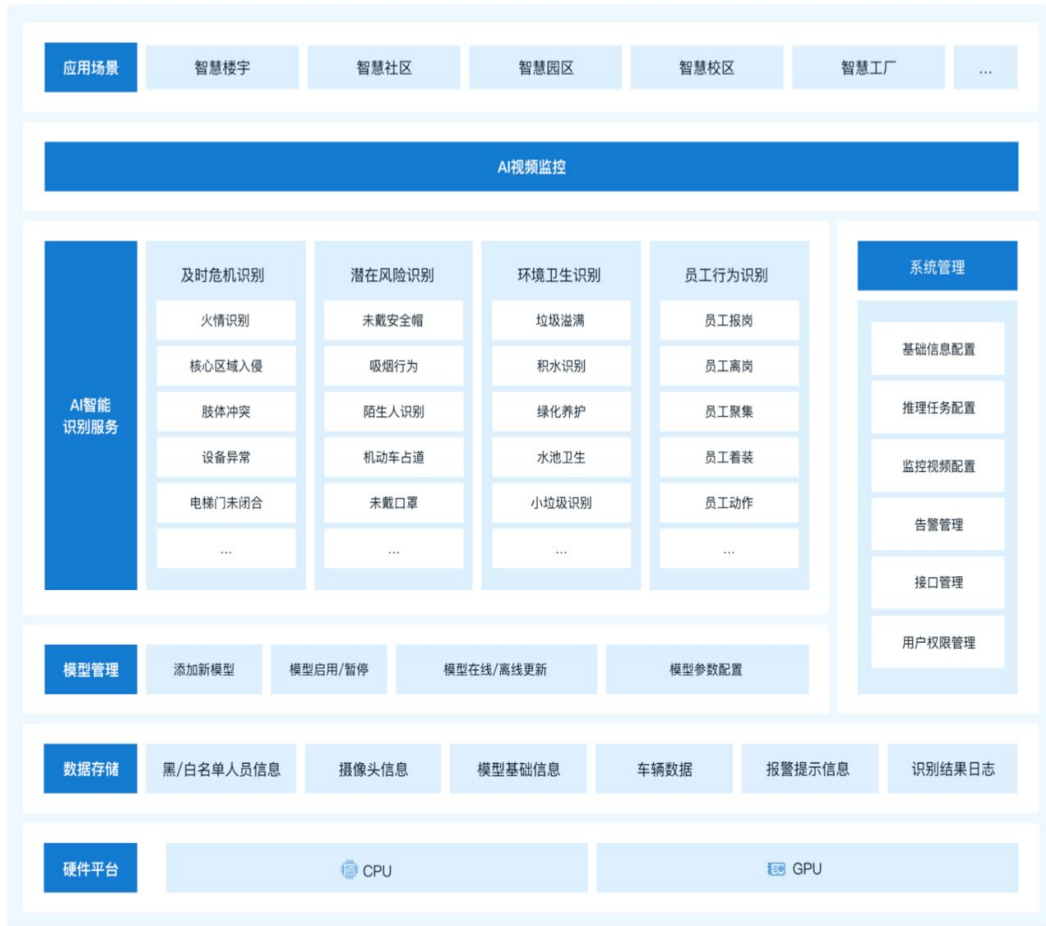 应用场景
智慧楼宇
智慧社区
智慧园区
智慧校区
智慧工厂
...
AI视频监控
AI智能
识别服务
及时危机识别
火情识别
核心区域入侵
肢体冲突
设备异常
电梯门未闭合
...
潜在风险识别
未戴安全帽
吸烟行为
陌生人识别
机动车占道
未戴口罩
...
环境卫生识别
垃圾溢满
积水识别
绿化养护
水池卫生
小垃圾识别
...
员工行为识别
员工报岗
员工离岗
员工聚集
员工着装
员工动作
...
系统管理
基础信息配置
推理任务配置
监控视频配置
告警管理
接口管理
用户权限管理
模型管理
添加新模型
模型启用/暂停
模型在线/离线更新
模型参数配置
数据存储
黑/白名单人员信息
摄像头信息
模型基础信息
车辆数据
报警提示信息
识别结果日志
硬件平台
CPU
GPU